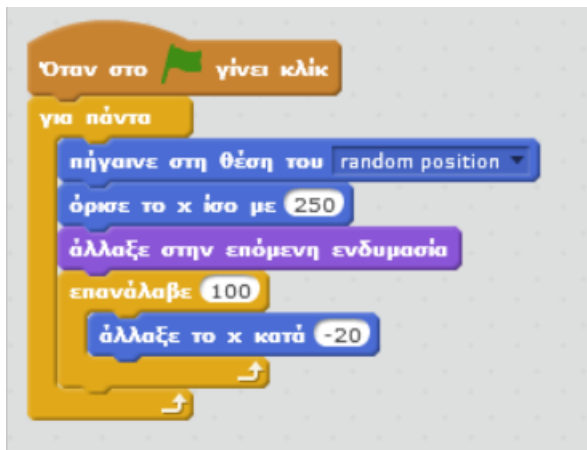 Όταν στο γίνει κλίκ
για πάντα
πήγαινε στη θέση του random position
όρισε το x ίσο με 250
άλλαξε στην επόμενη ενδυμασία
επανάλαβε 100
άλλαξε το x κατά -20